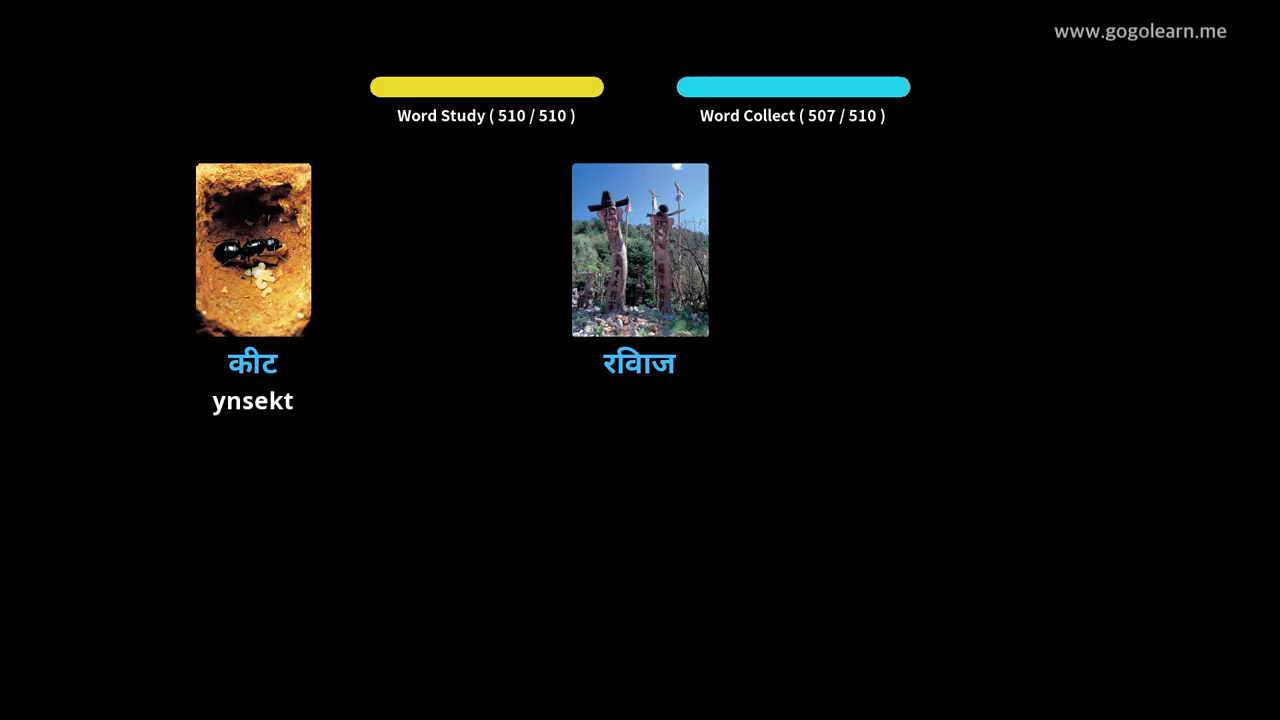 www.gogolearn.me
Word Study ( 510 / 510 )
Word Collect ( 507 / 510 )
कीट
ynsekt
रिवाज